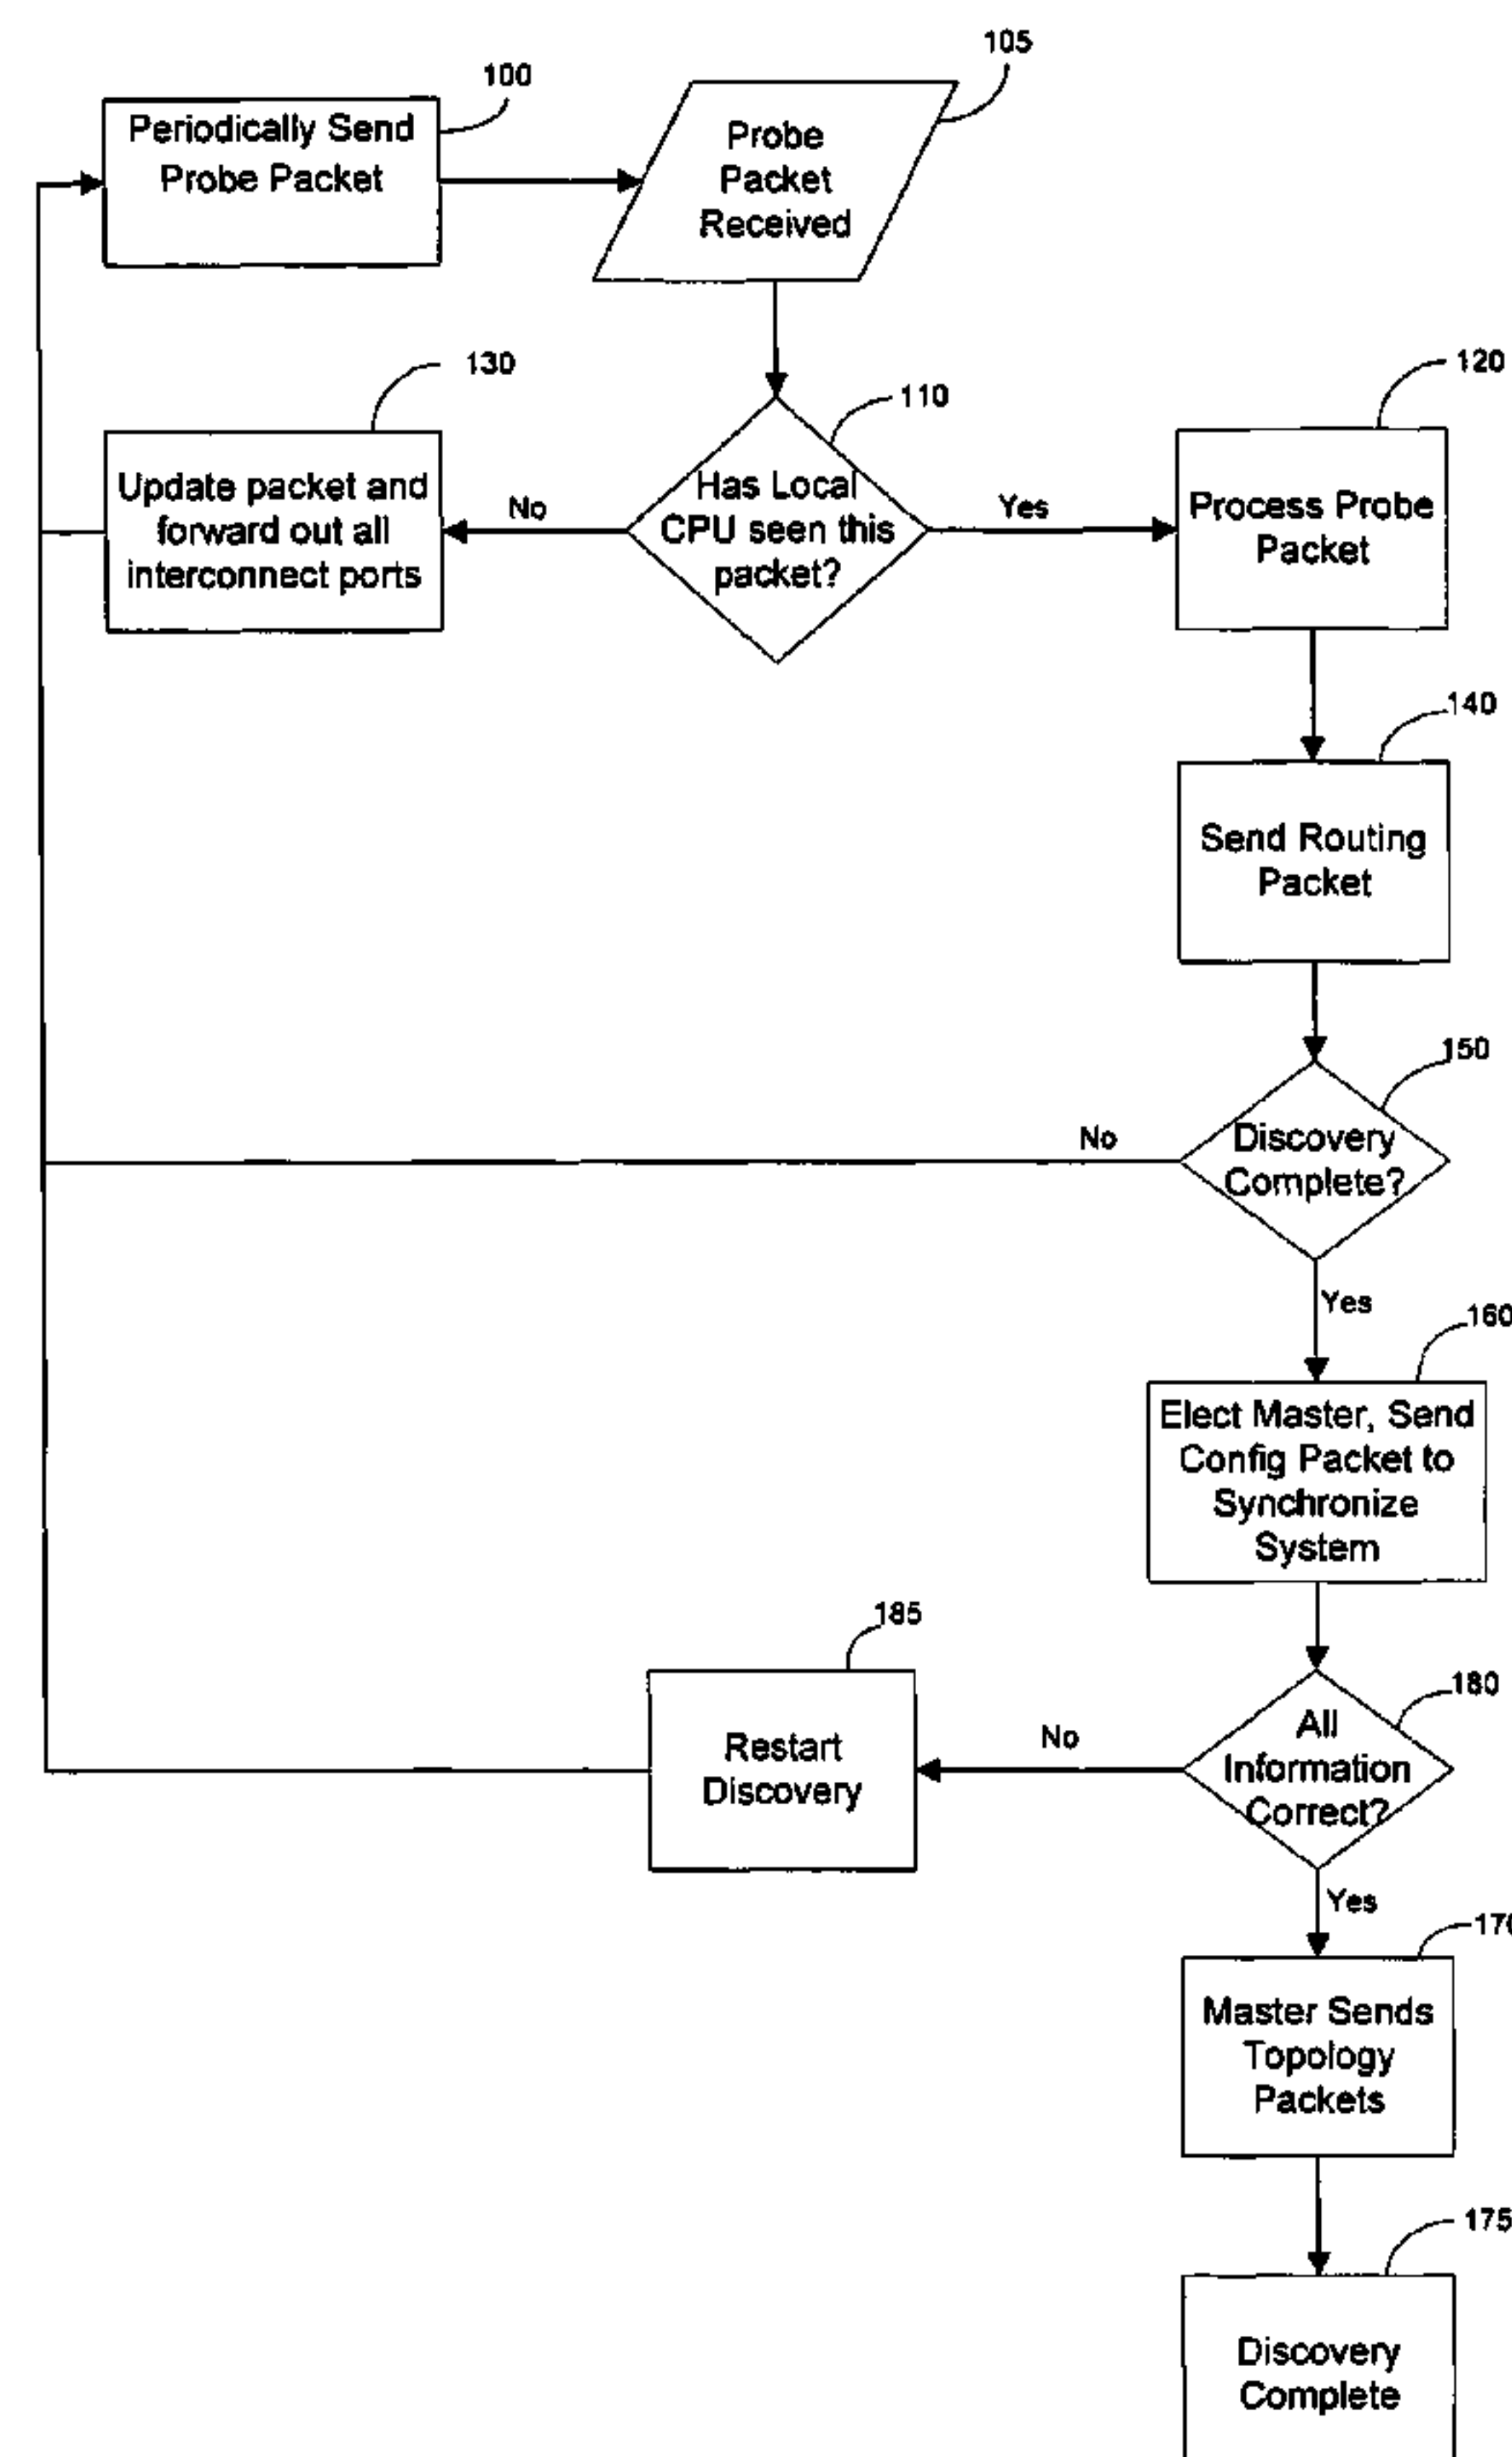 105
100
Periodically Send
Probe Packet
Probe
Packet
Received
130
110
120
Update packet and
forward out all
interconnect ports
No
Has Local
CPU seen this
packet?
Yes
Process Probe
Packet
140
Send Routing
Packet
150
No
Discovery
Complete?
Yes
160
Elect Master, Send
Config Packet to
Synchronize
System
185
180
Restart
Discovery
No
All
Information
Correct?
Yes
170
Master Sends
Topology
Packets
175
Discovery
Complete